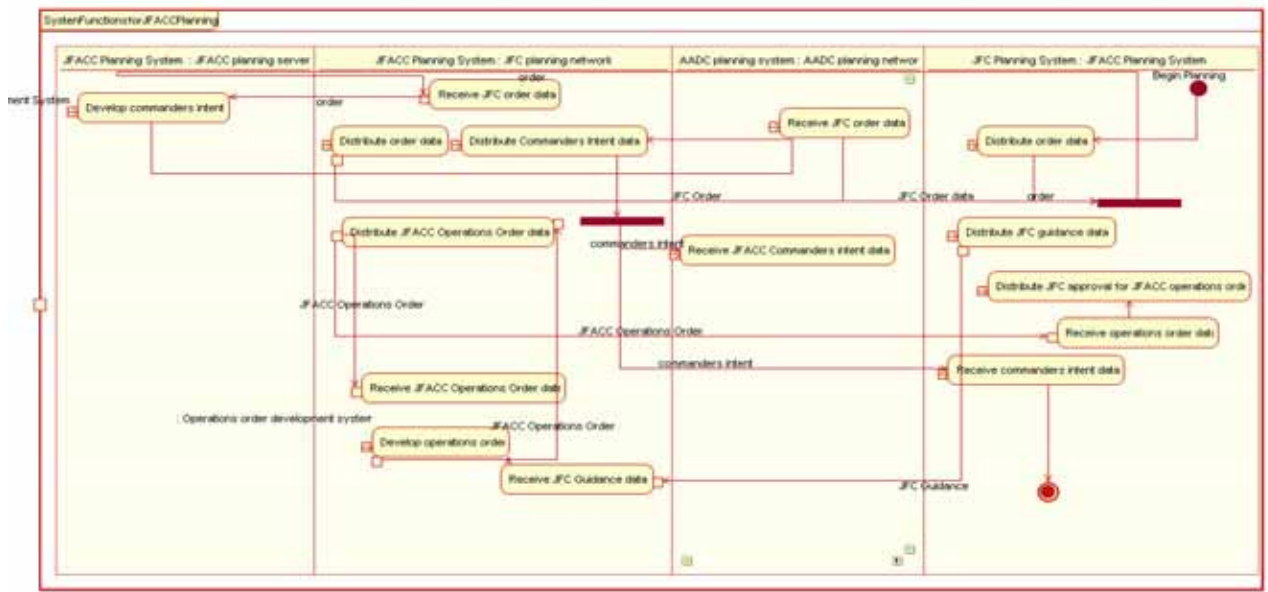 SystemFunctionsforJFACCPlanning
JFACC Planning System : JFACC planning server
JFACC Planning System : JFC planning network
AADC planning system : AADC planning networ
JFC Planning System : JFACC Planning System
order
Begin Planning
ment System
Develop commanders intent
order
Receive JFC order data
Receive JFC order data
Distribute order data
Distribute Commanders Intent data
Distribute order data
JFC Order
JFC Order data
order
Distribute JFACC Operations Order data
commanders intent
Receive JFACC Commanders intent data
Distribute JFC guidance data
Distribute JFC approval for JFACC operations orde
JFACC Operations Order
JFACC Operations Order
Receive operations order data
commanders intent
Receive commanders intent data
Receive JFACC Operations Order data
: Operations order development system
JFACC Operations Order
Develop operations order
Receive JFC Guidance data
JFC Guidance